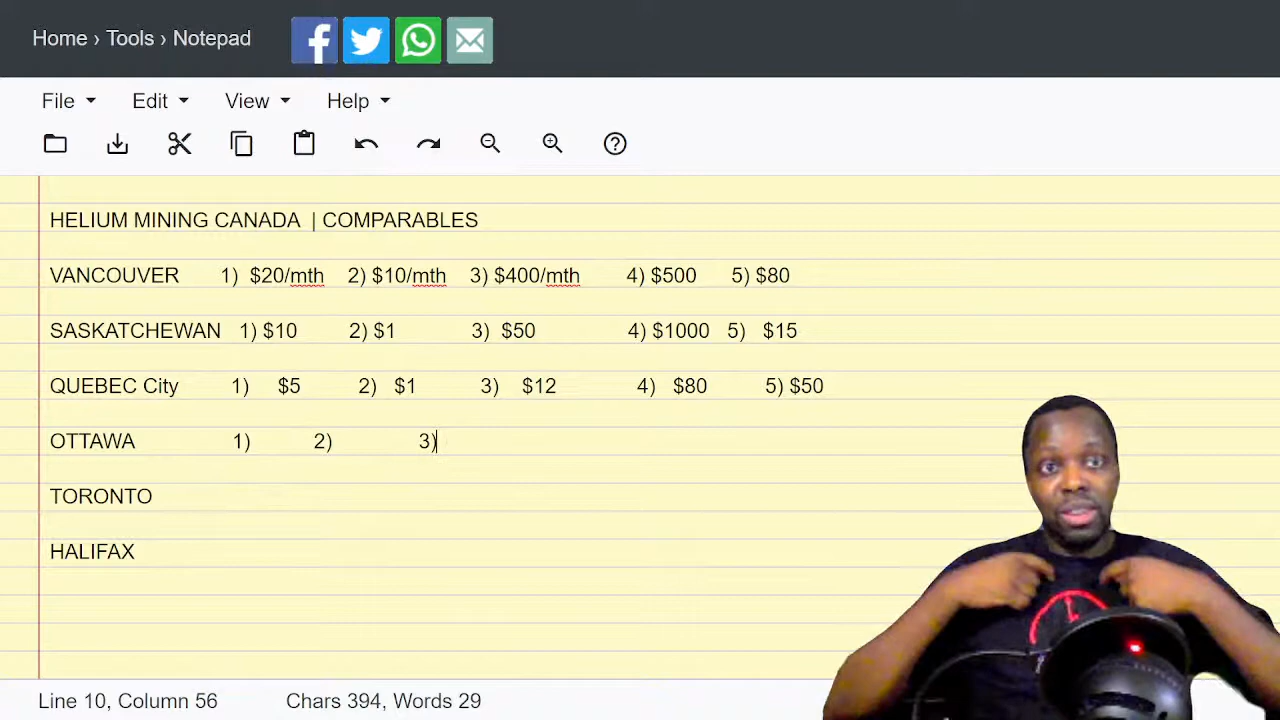 Home › Tools › Notepad
File Edit View Help
HELIUM MINING CANADA | COMPARABLES
VANCOUVER 1) $20/mth 2) $10/mth 3) $400/mth 4) $500 5) $80
SASKATCHEWAN 1) $10 2) $1 3) $50 4) $1000 5) $15
QUEBEC City 1) $5 2) $1 3) $12 4) $80 5) $50
OTTAWA 1) 2) 3)
TORONTO
HALIFAX
Line 10, Column 56 Chars 394, Words 29